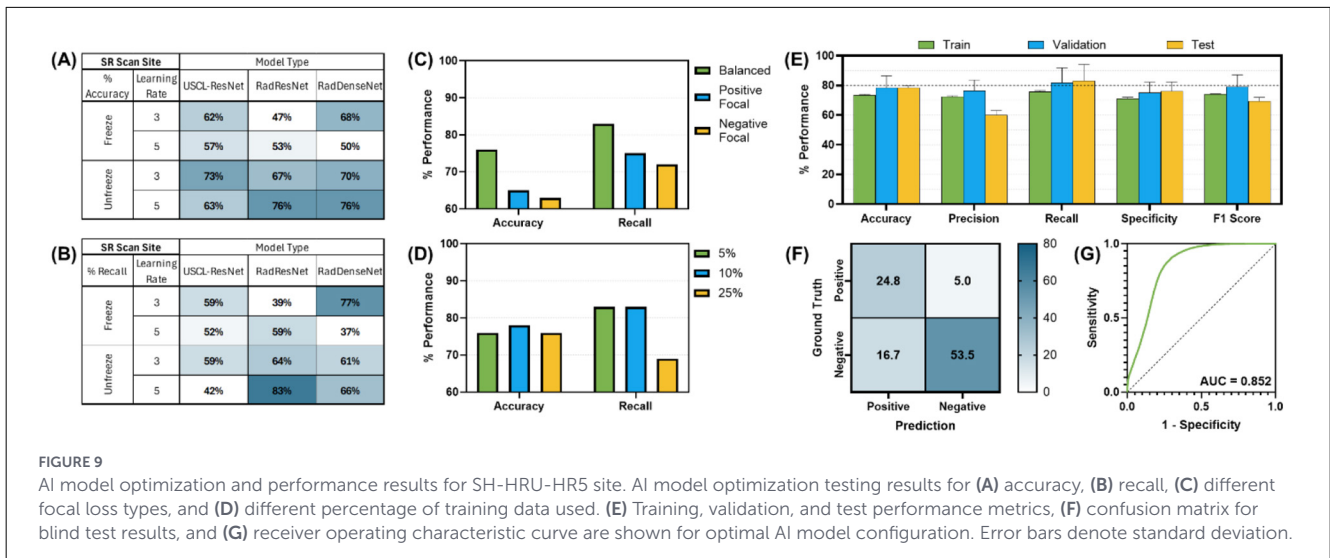 (A)
SR Scan Site Model Type
% Accuracy Learning Rate USCL-ResNet RadResNet RadDenseNet
Freeze 3 62% 47% 68%
5 57% 53% 50%
Unfreeze 3 73% 67% 70%
5 63% 76% 76%
(B)
SR Scan Site Model Type
% Recall Learning Rate USCL-ResNet RadResNet RadDenseNet
Freeze 3 59% 39% 77%
5 52% 59% 37%
Unfreeze 3 59% 64% 61%
5 42% 83% 66%
(C)
% Performance
100
90
80
70
60
Accuracy Recall
Balanced
Positive Focal
Negative Focal
(D)
% Performance
100
90
80
70
60
Accuracy Recall
5%
10%
25%
(E)
Train Validation Test
% Performance
100
80
60
40
20
0
Accuracy Precision Recall Specificity F1 Score
(F)
Ground Truth
Positive 24.8 5.0
Negative 16.7 53.5
Positive Negative
Prediction
80
60
40
20
0
(G)
Sensitivity
1.0
0.5
0.0
AUC = 0.852
0.0 0.5 1.0
1 - Specificity
FIGURE 9
AI model optimization and performance results for SH-HRU-HR5 site. AI model optimization testing results for (A) accuracy, (B) recall, (C) different
focal loss types, and (D) different percentage of training data used. (E) Training, validation, and test performance metrics, (F) confusion matrix for
blind test results, and (G) receiver operating characteristic curve are shown for optimal AI model configuration. Error bars denote standard deviation.